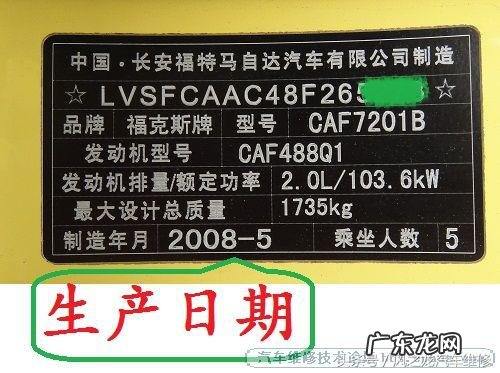 中国·长安福特马自达汽车有限公司制造
☆ LVSFCAAC48F265 ☆
品牌 福克斯牌 型号 CAF7201B
发动机型号 CAF488Q1
发动机排量/额定功率 2.0L/103.6kW
最大设计总质量 1735kg
制造年月 2008-5 乘坐人数 5
生产日期
广东龙网